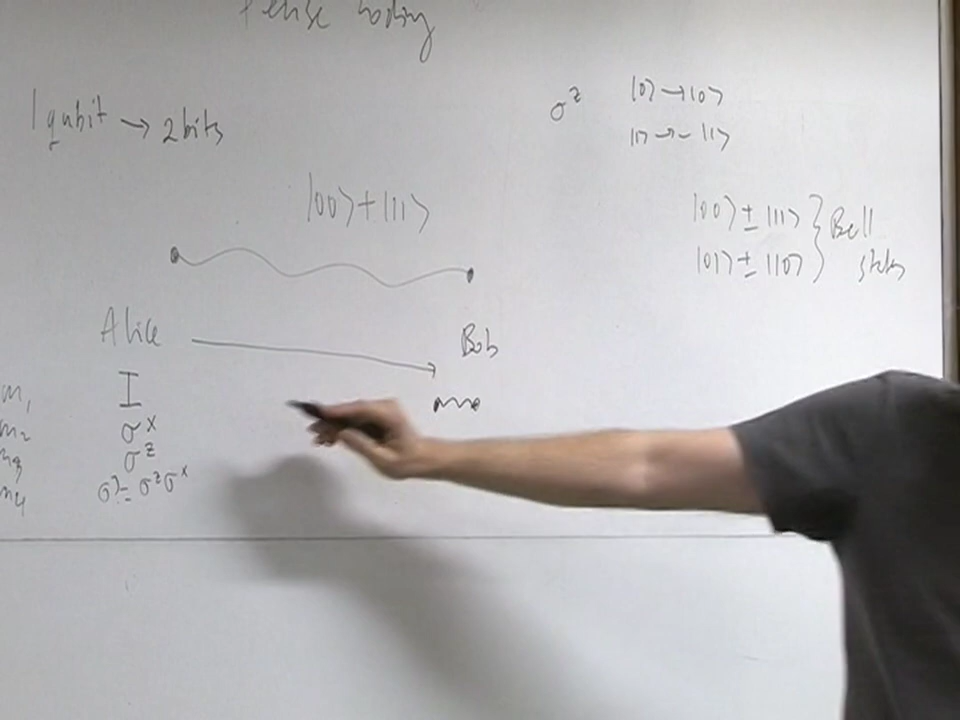 Dense Coding
1 qubit → 2 bits
σᶻ |0⟩→|0⟩
|1⟩→-|1⟩
|00⟩+|11⟩
|00⟩±|11⟩ } Bell
|01⟩±|10⟩ states
Alice → Bob
m₁ I
m₂ σˣ
m₃ σᶻ
m₄ σʸ= σᶻσˣ